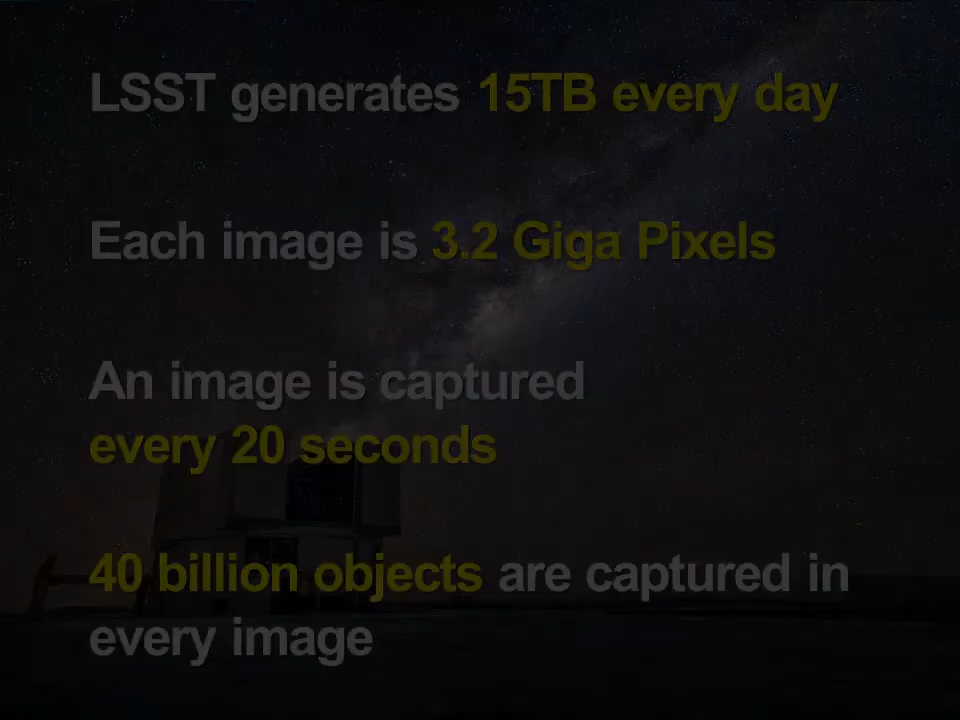 LSST generates 15TB every day
Each image is 3.2 Giga Pixels
An image is captured
every 20 seconds
40 billion objects are captured in
every image